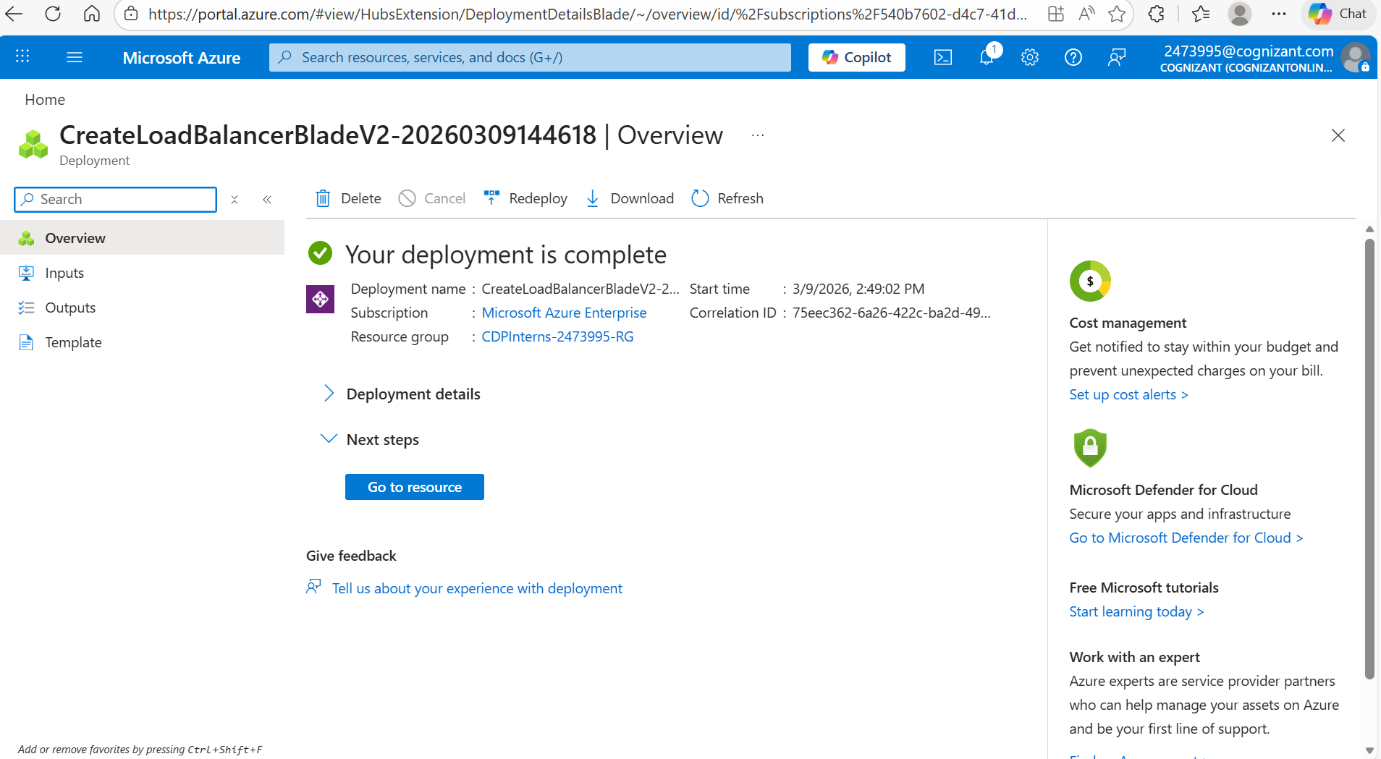 https://portal.azure.com/#view/HubsExtension/DeploymentDetailsBlade/~/overview/id/%2Fsubscriptions%2F540b7602-d4c7-41d...
Chat
Microsoft Azure
Search resources, services, and docs (G+/)
Copilot
1
2473995@cognizant.com
COGNIZANT (COGNIZANTONLIN...
Home
CreateLoadBalancerBladeV2-20260309144618 | Overview ...
Deployment
Search
Delete Cancel Redeploy Download Refresh
Overview
Inputs
Outputs
Template
Your deployment is complete
Deployment name : CreateLoadBalancerBladeV2-2... Start time : 3/9/2026, 2:49:02 PM
Subscription : Microsoft Azure Enterprise Correlation ID : 75eec362-6a26-422c-ba2d-49...
Resource group : CDPInterns-2473995-RG
Deployment details
Next steps
Go to resource
Give feedback
Tell us about your experience with deployment
$
Cost management
Get notified to stay within your budget and
prevent unexpected charges on your bill.
Set up cost alerts >
Microsoft Defender for Cloud
Secure your apps and infrastructure
Go to Microsoft Defender for Cloud >
Free Microsoft tutorials
Start learning today >
Work with an expert
Azure experts are service provider partners
who can help manage your assets on Azure
and be your first line of support.
Add or remove favorites by pressing Ctrl+Shift+F